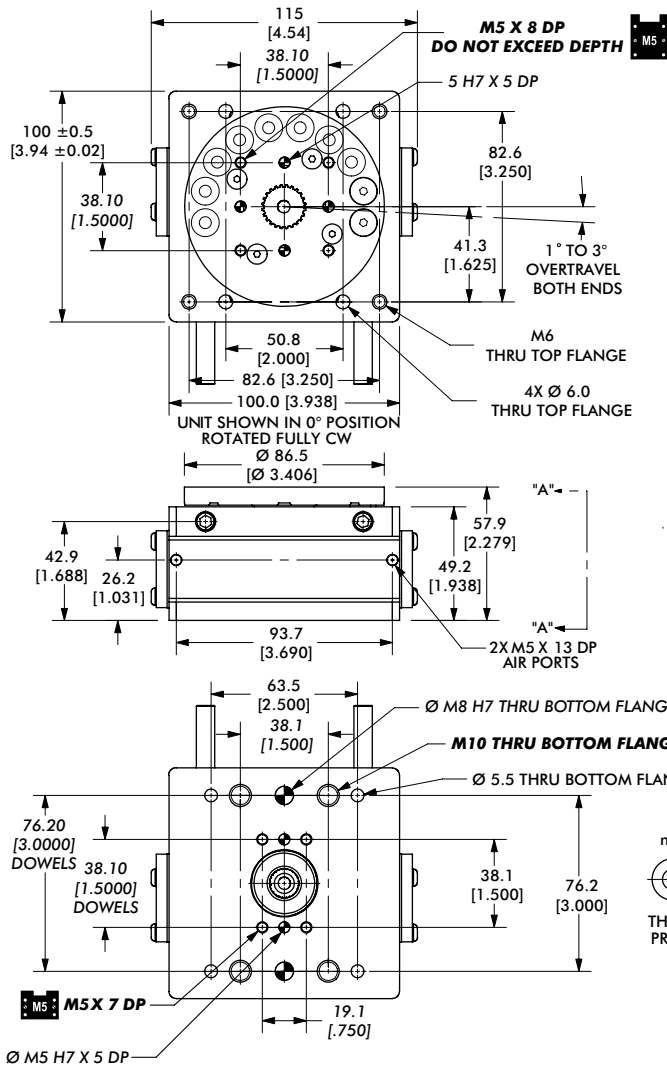 115
[4.54]
M5 X 8 DP
DO NOT EXCEED DEPTH
M5
38.10
[1.5000]
5 H7 X 5 DP
100 ±0.5
[3.94 ±0.02]
82.6
[3.250]
38.10
[1.5000]
41.3
[1.625]
1° TO 3°
OVERTRAVEL
BOTH ENDS
50.8
[2.000]
M6
THRU TOP FLANGE
82.6 [3.250]
100.0 [3.938]
4X Ø 6.0
THRU TOP FLANGE
UNIT SHOWN IN 0° POSITION
ROTATED FULLY CW
Ø 86.5
[Ø 3.406]
"A"
57.9
[2.279]
42.9
[1.688]
49.2
[1.938]
26.2
[1.031]
"A"
93.7
[3.690]
2X M5 X 13 DP
AIR PORTS
63.5
[2.500]
Ø M8 H7 THRU BOTTOM FLANG
38.1
[1.500]
M10 THRU BOTTOM FLANG
Ø 5.5 THRU BOTTOM FLAN
76.20
[3.0000]
DOWELS
38.10
[1.5000]
DOWELS
38.1
[1.500]
76.2
[3.000]
TH
PR
M5
M5 X 7 DP
19.1
[.750]
Ø M5 H7 X 5 DP